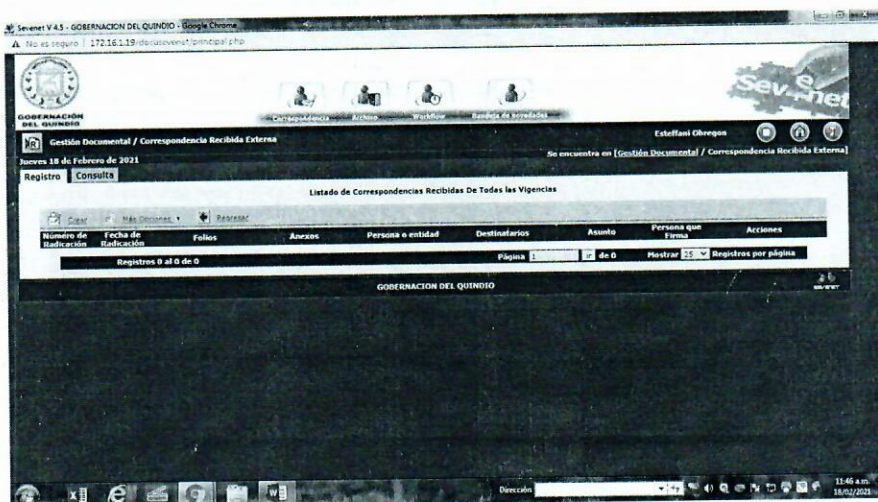 Sevenet V 4.5 - GOBERNACION DEL QUINDIO - Google Chrome
No es seguro | 172.16.1.19/docusevenet/principal.php
GOBERNACIÓN
DEL QUINDIO
Correspondencia Archivo Workflow Bandeja de novedades
Sevenet
Gestión Documental / Correspondencia Recibida Externa
Esteffani Obregon
Jueves 18 de Febrero de 2021
Se encuentra en [Gestión Documental / Correspondencia Recibida Externa]
Registro Consulta
Listado de Correspondencias Recibidas De Todas las Vigencias
Crear Más Opciones Regresar
Número de Radicación Fecha de Radicación Folios Anexos Persona o entidad Destinatarios Asunto Persona que Firma Acciones
Registros 0 al 0 de 0 Página 1 ir de 0 Mostrar 25 Registros por página
GOBERNACION DEL QUINDIO
Dirección
11:46 a.m.
18/02/2021